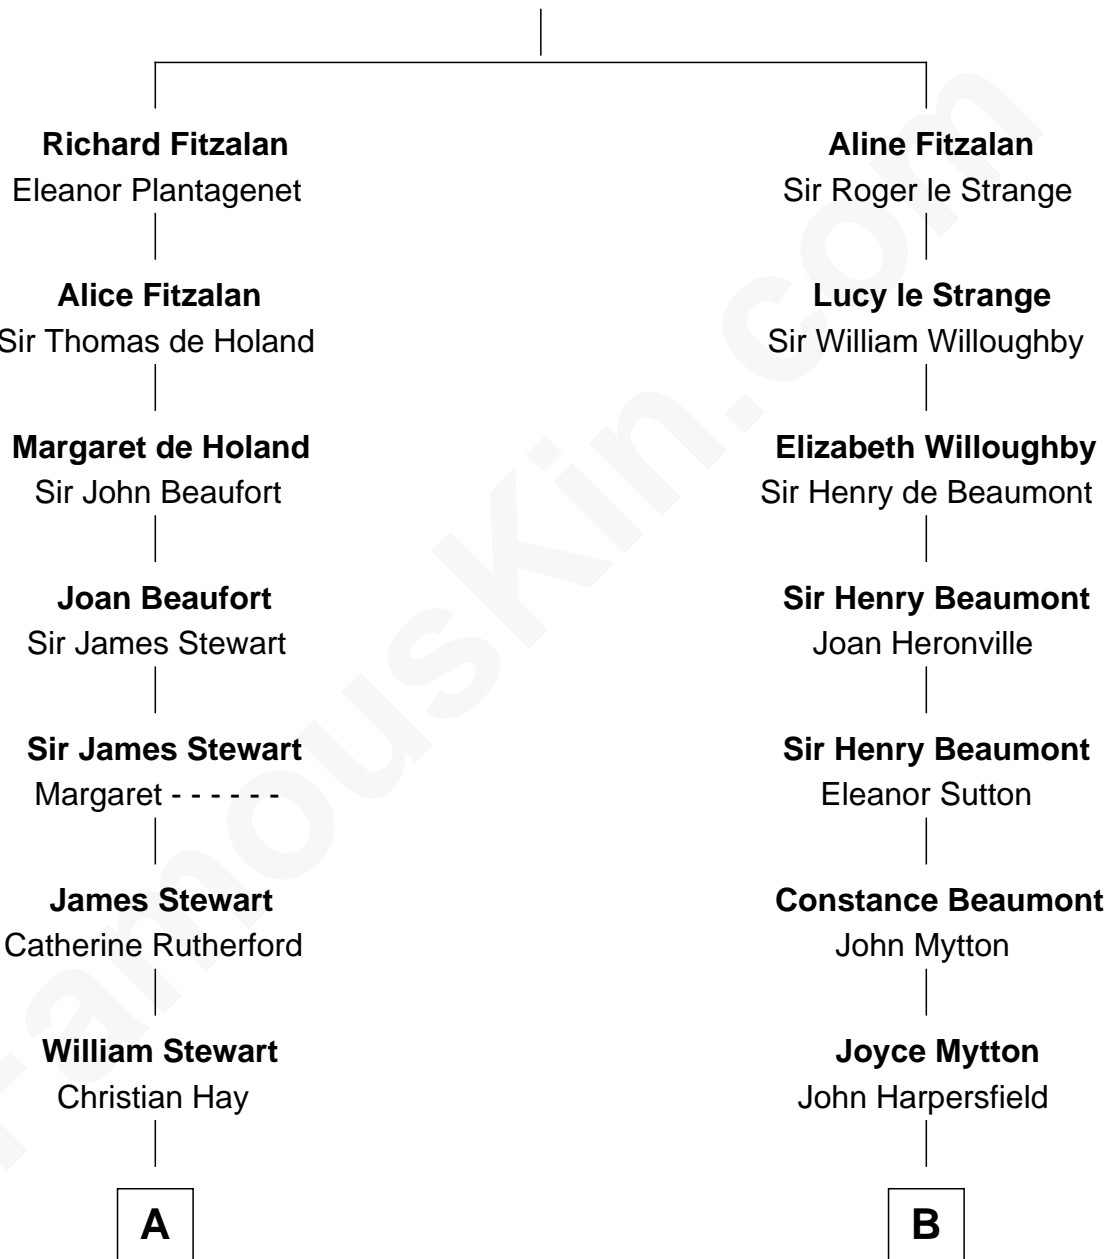 Richard Fitzalan
Eleanor Plantagenet
Aline Fitzalan
Sir Roger le Strange
Alice Fitzalan
Sir Thomas de Holand
Lucy le Strange
Sir William Willoughby
Margaret de Holand
Sir John Beaufort
Elizabeth Willoughby
Sir Henry de Beaumont
Joan Beaufort
Sir James Stewart
Sir Henry Beaumont
Joan Heronville
Sir James Stewart
Margaret - - - - - -
Sir Henry Beaumont
Eleanor Sutton
James Stewart
Catherine Rutherford
Constance Beaumont
John Mytton
William Stewart
Christian Hay
Joyce Mytton
John Harpersfield
A
B
FamousKin.com